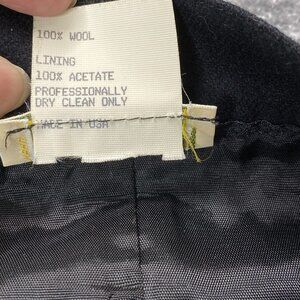 100% WOOL
LINING
100% ACETATE
PROFESSIONALLY
DRY CLEAN ONLY
MADE IN USA